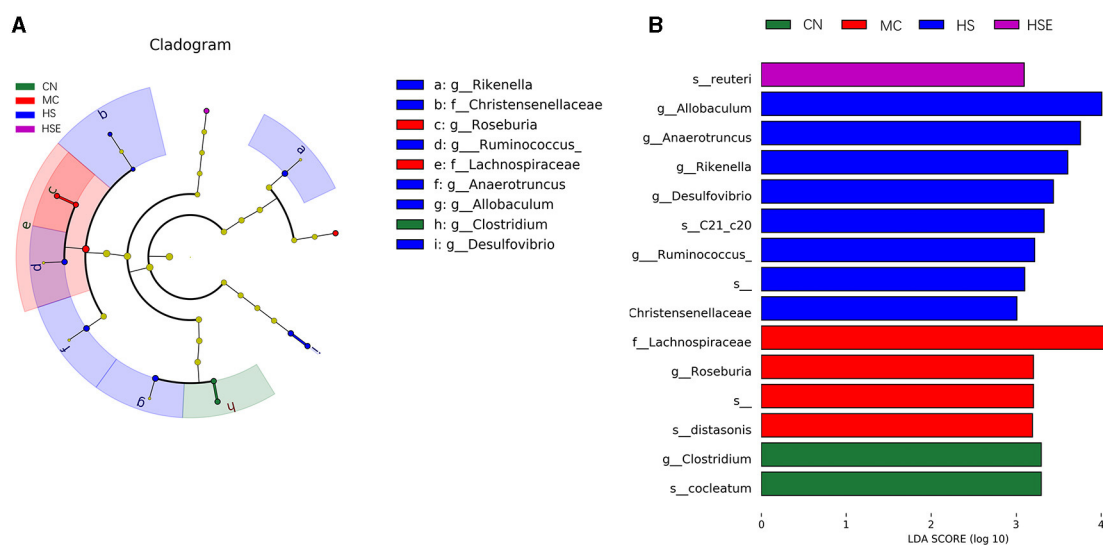 A
Cladogram
CN
MC
HS
HSE
a
b
c
e
d
f
g
h
i
a: g__Rikenella
b: f__Christensenellaceae
c: g__Roseburia
d: g___Ruminococcus_
e: f__Lachnospiraceae
f: g__Anaerotruncus
g: g__Allobaculum
h: g__Clostridium
i: g__Desulfovibrio
B
CN MC HS HSE
s__reuteri
g__Allobaculum
g__Anaerotruncus
g__Rikenella
g__Desulfovibrio
s__C21_c20
g___Ruminococcus_
s__
Christensenellaceae
f__Lachnospiraceae
g__Roseburia
s__
s__distasonis
g__Clostridium
s__cocleatum
0 1 2 3 4
LDA SCORE (log 10)